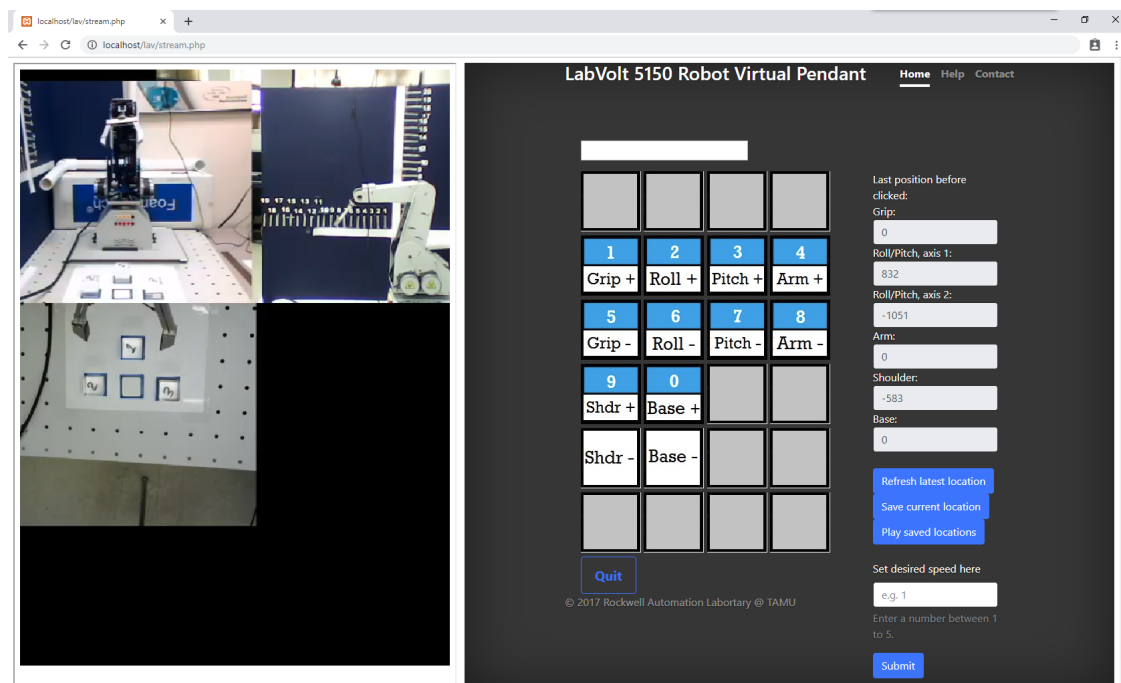 localhost/lav/stream.php
localhost/lav/stream.php
LabVolt 5150 Robot Virtual Pendant
Home Help Contact
Last position before
clicked:
Grip:
0
Roll/Pitch, axis 1:
832
Roll/Pitch, axis 2:
-1051
Arm:
0
Shoulder:
-583
Base:
0
Refresh latest location
Save current location
Play saved locations
Set desired speed here
e.g. 1
Enter a number between 1
to 5.
Submit
1 2 3 4
Grip + Roll + Pitch + Arm +
5 6 7 8
Grip - Roll - Pitch - Arm -
9 0
Shdr + Base +
Shdr - Base -
Quit
© 2017 Rockwell Automation Labortary @ TAMU